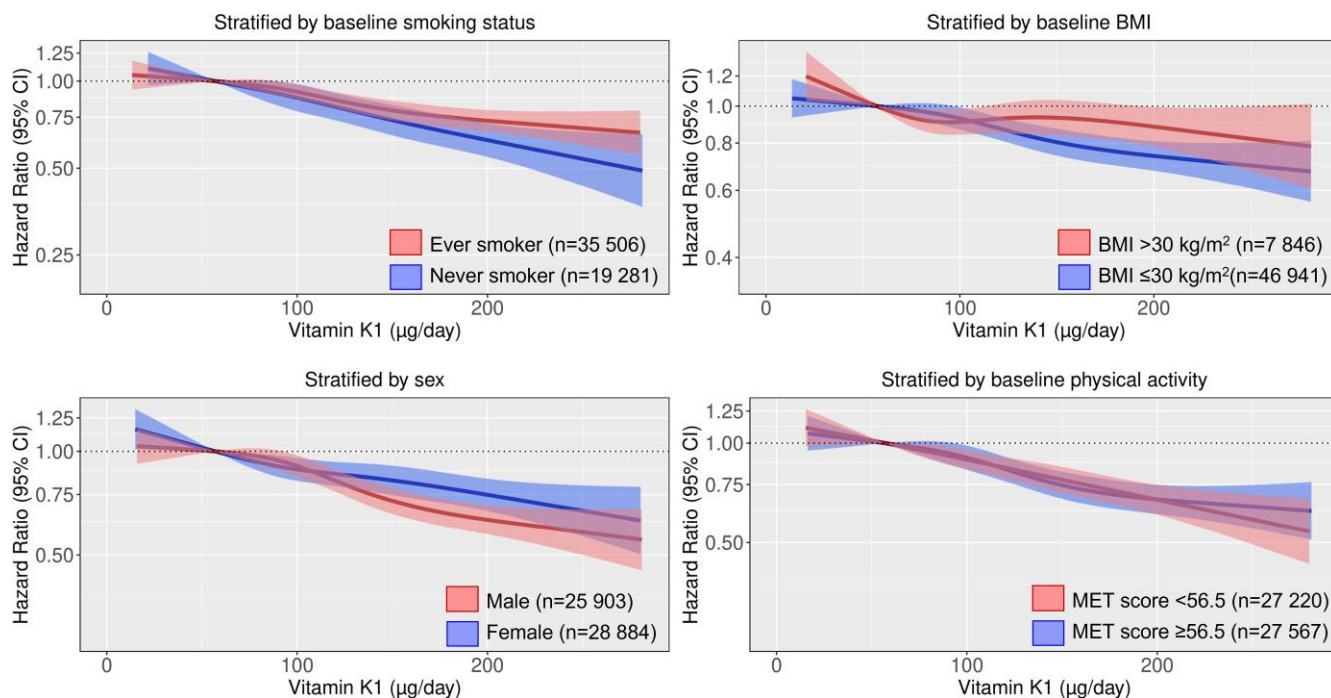 Stratified by baseline smoking status
Hazard Ratio (95% CI)
1.25
1.00
0.75
0.50
0.25
Ever smoker (n=35 506)
Never smoker (n=19 281)
0 100 200
Vitamin K1 (µg/day)
Stratified by baseline BMI
Hazard Ratio (95% CI)
1.2
1.0
0.8
0.6
0.4
BMI >30 kg/m² (n=7 846)
BMI ≤30 kg/m²(n=46 941)
0 100 200
Vitamin K1 (µg/day)
Stratified by sex
Hazard Ratio (95% CI)
1.25
1.00
0.75
0.50
Male (n=25 903)
Female (n=28 884)
0 100 200
Vitamin K1 (µg/day)
Stratified by baseline physical activity
Hazard Ratio (95% CI)
1.25
1.00
0.75
0.50
MET score <56.5 (n=27 220)
MET score ≥56.5 (n=27 567)
0 100 200
Vitamin K1 (µg/day)